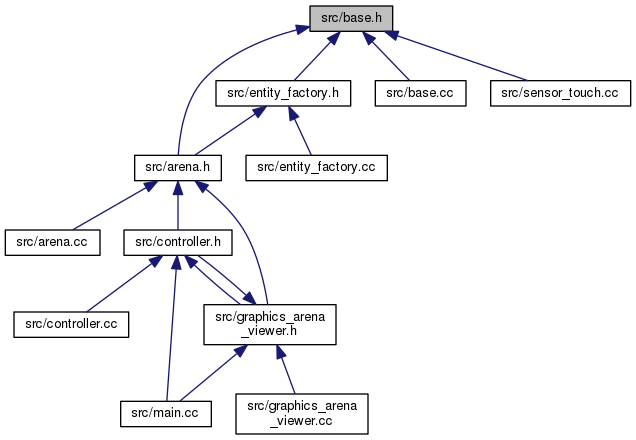 src/base.h
src/entity_factory.h
src/base.cc
src/sensor_touch.cc
src/arena.h
src/entity_factory.cc
src/arena.cc
src/controller.h
src/controller.cc
src/graphics_arena
_viewer.h
src/main.cc
src/graphics_arena
_viewer.cc